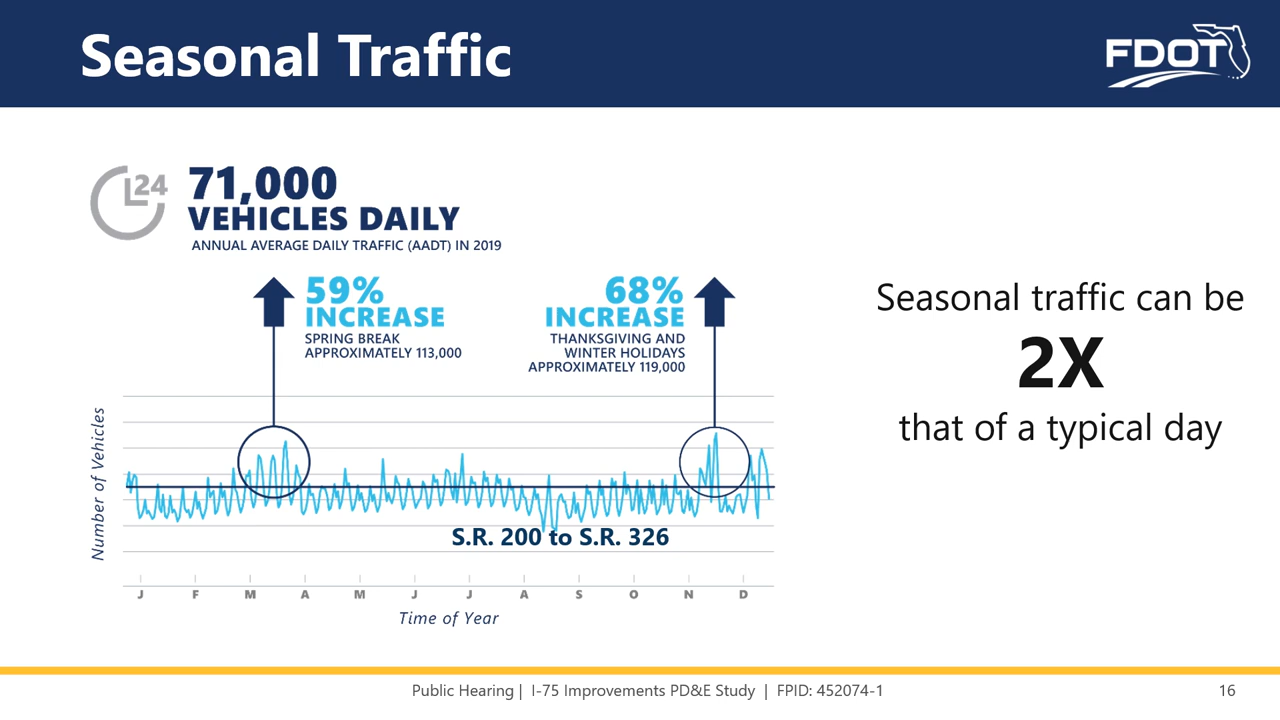 Seasonal Traffic
FDOT
24
71,000
VEHICLES DAILY
ANNUAL AVERAGE DAILY TRAFFIC (AADT) IN 2019
59%
INCREASE
SPRING BREAK
APPROXIMATELY 113,000
68%
INCREASE
THANKSGIVING AND
WINTER HOLIDAYS
APPROXIMATELY 119,000
Number of Vehicles
S.R. 200 to S.R. 326
J F M A M J J A S O N D
Time of Year
Seasonal traffic can be
2X
that of a typical day
Public Hearing | I-75 Improvements PD&E Study | FPID: 452074-1
16